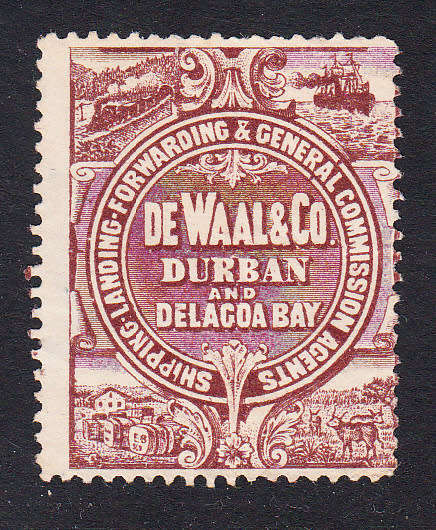 SHIPPING·LANDING·FORWARDING & GENERAL COMMISSION AGENTS
DE WAAL & CO.
DURBAN
AND
DELAGOA BAY